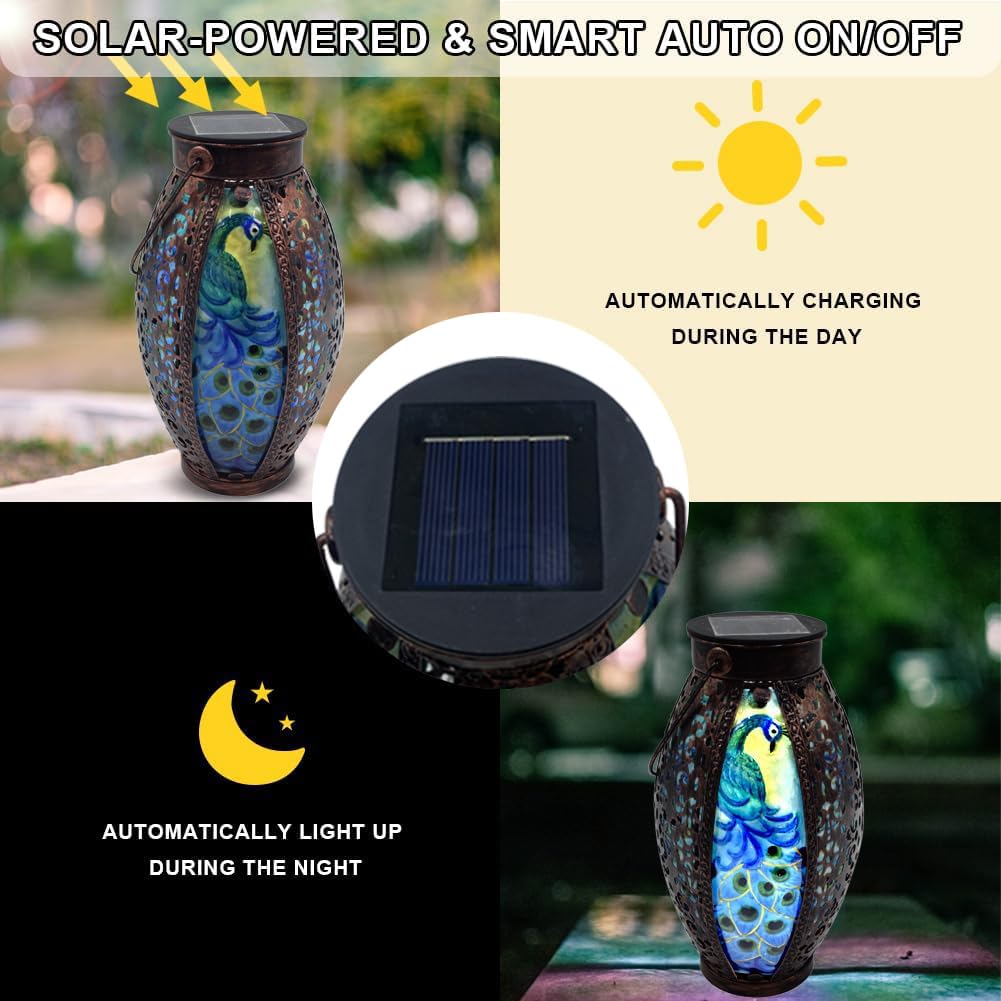 SOLAR-POWERED & SMART AUTO ON/OFF
AUTOMATICALLY CHARGING
DURING THE DAY
AUTOMATICALLY LIGHT UP
DURING THE NIGHT